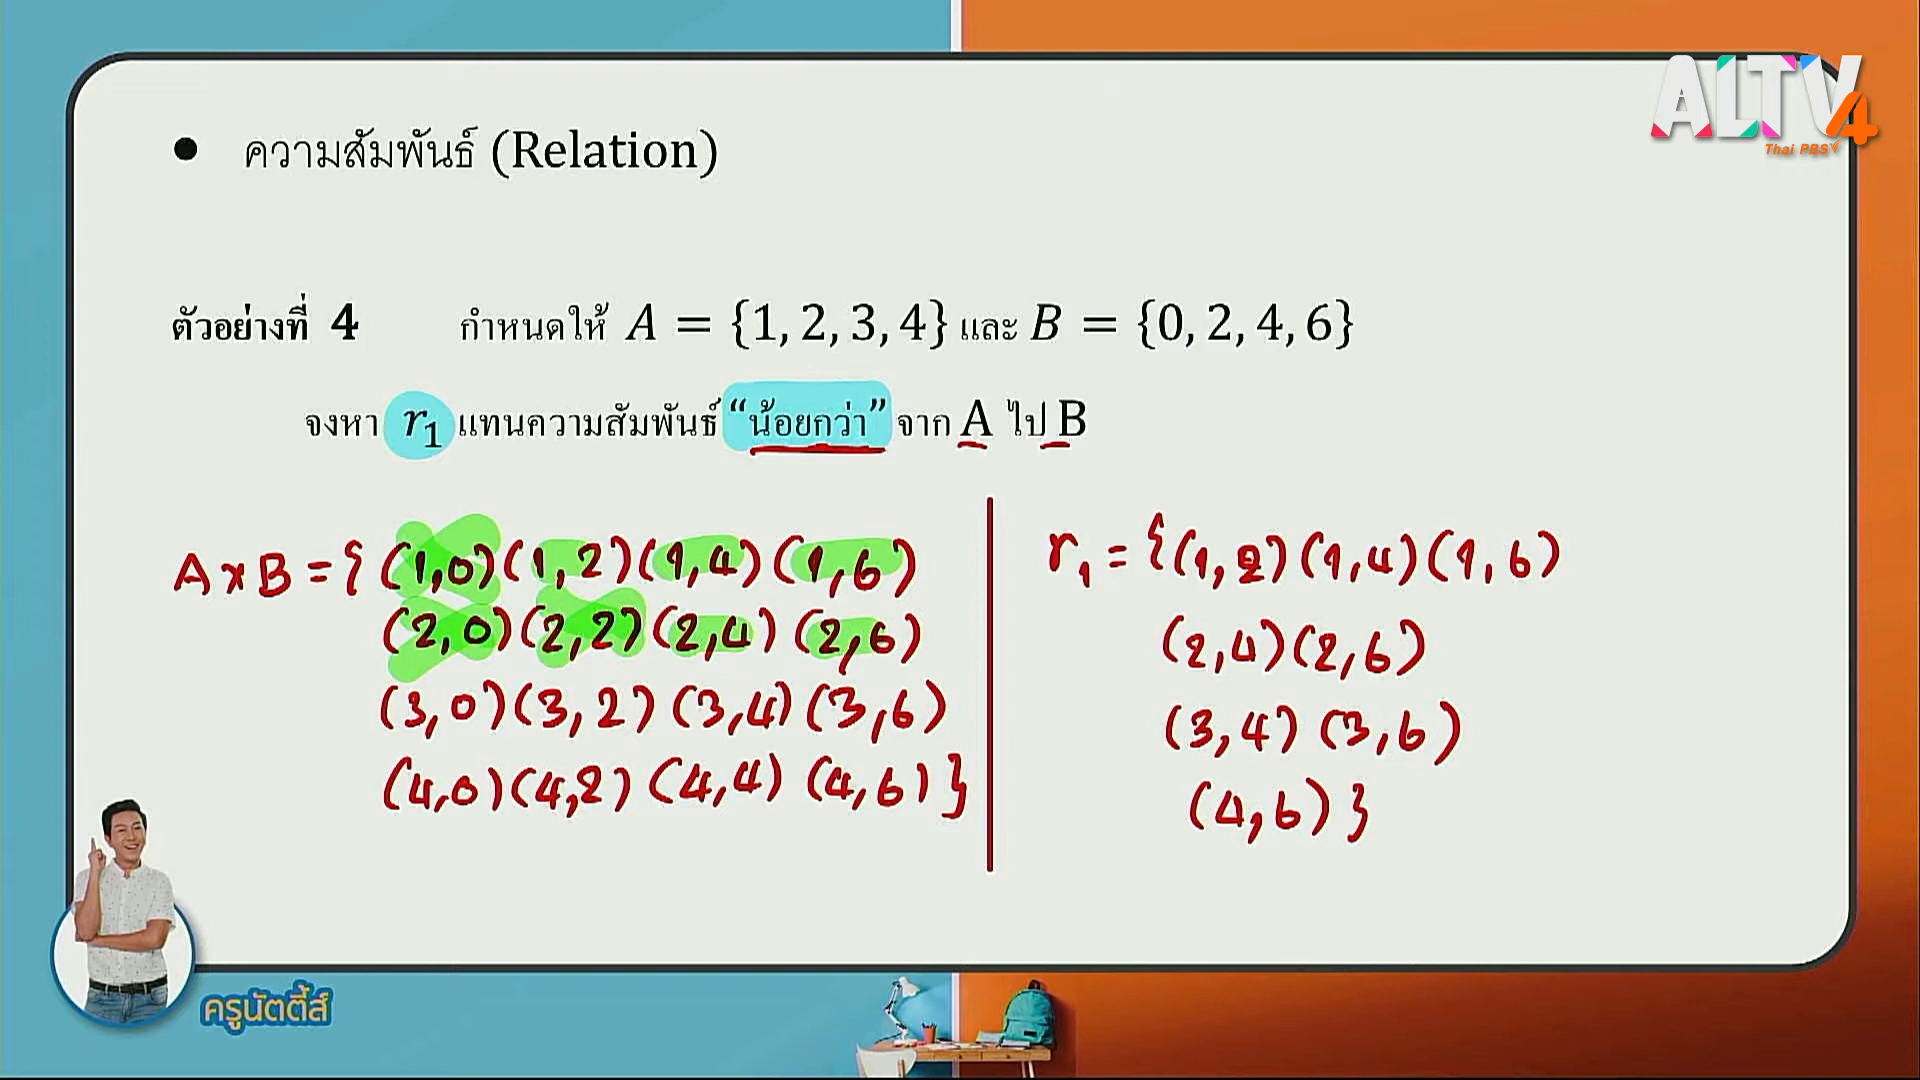 ALTV4
Thai PBS
● ความสัมพันธ์ (Relation)
ตัวอย่างที่ 4 กำหนดให้ A = {1, 2, 3, 4} และ B = {0, 2, 4, 6}
จงหา r₁ แทนความสัมพันธ์ “น้อยกว่า” จาก A ไป B
A x B = { (1,0) (1,2) (1,4) (1,6)
(2,0) (2,2) (2,4) (2,6)
(3,0) (3,2) (3,4) (3,6)
(4,0) (4,2) (4,4) (4,6) }
r₁ = { (1,2) (1,4) (1,6)
(2,4) (2,6)
(3,4) (3,6)
(4,6) }
ครูนัตตี้ส์